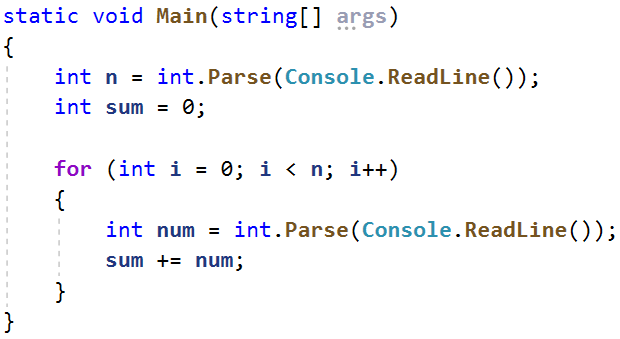 static void Main(string[] args)
{
    int n = int.Parse(Console.ReadLine());
    int sum = 0;

    for (int i = 0; i < n; i++)
    {
        int num = int.Parse(Console.ReadLine());
        sum += num;
    }
}